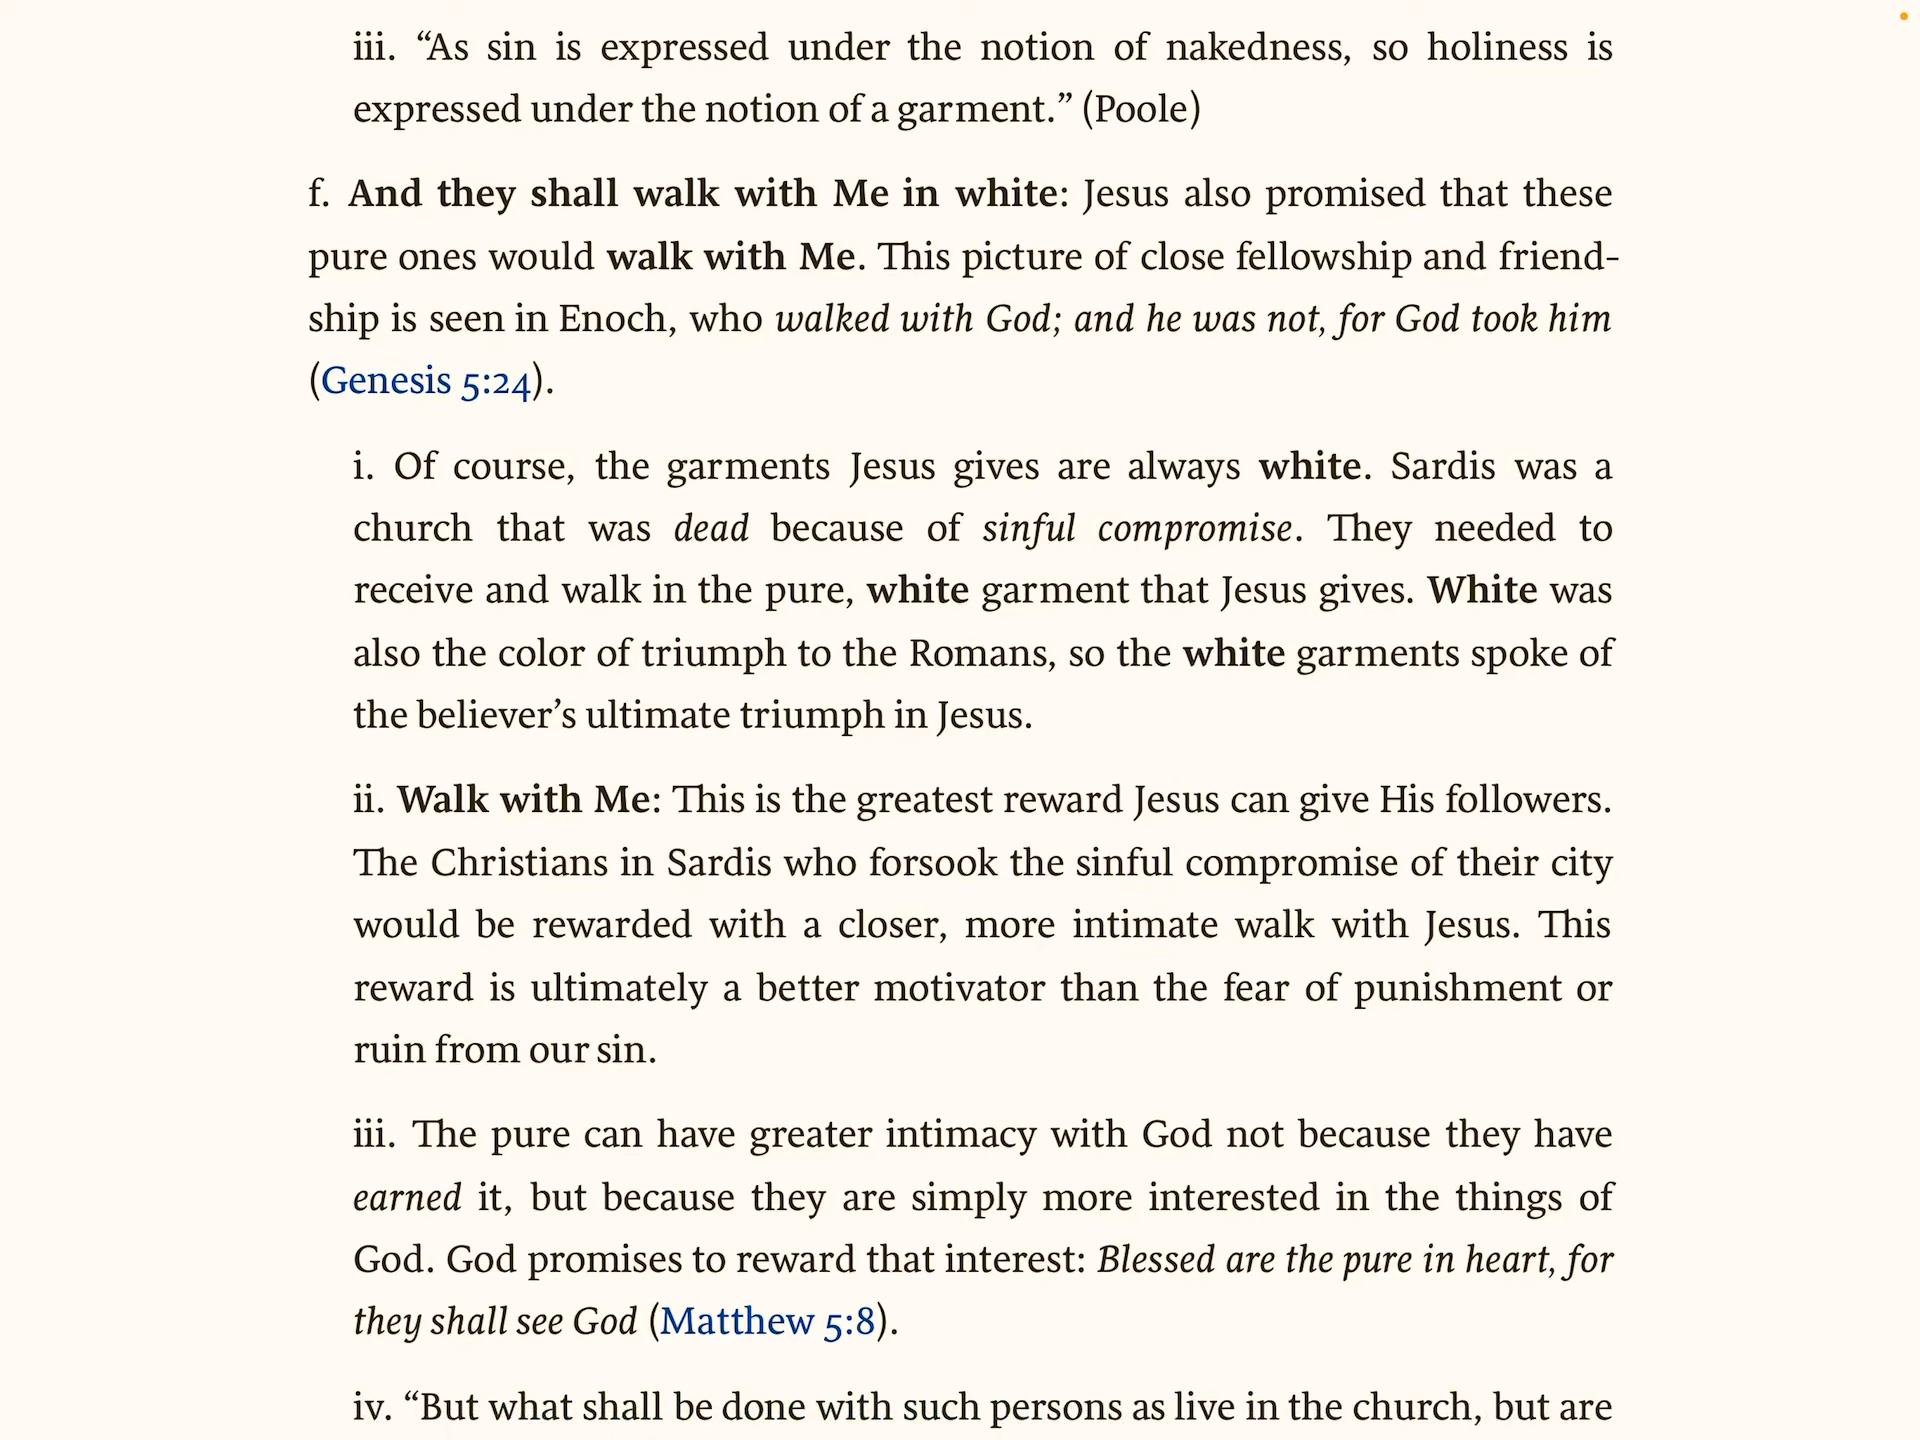 iii. “As sin is expressed under the notion of nakedness, so holiness is
expressed under the notion of a garment.” (Poole)
f. And they shall walk with Me in white: Jesus also promised that these
pure ones would walk with Me. This picture of close fellowship and friend-
ship is seen in Enoch, who walked with God; and he was not, for God took him
(Genesis 5:24).
i. Of course, the garments Jesus gives are always white. Sardis was a
church that was dead because of sinful compromise. They needed to
receive and walk in the pure, white garment that Jesus gives. White was
also the color of triumph to the Romans, so the white garments spoke of
the believer’s ultimate triumph in Jesus.
ii. Walk with Me: This is the greatest reward Jesus can give His followers.
The Christians in Sardis who forsook the sinful compromise of their city
would be rewarded with a closer, more intimate walk with Jesus. This
reward is ultimately a better motivator than the fear of punishment or
ruin from our sin.
iii. The pure can have greater intimacy with God not because they have
earned it, but because they are simply more interested in the things of
God. God promises to reward that interest: Blessed are the pure in heart, for
they shall see God (Matthew 5:8).
iv. “But what shall be done with such persons as live in the church, but are